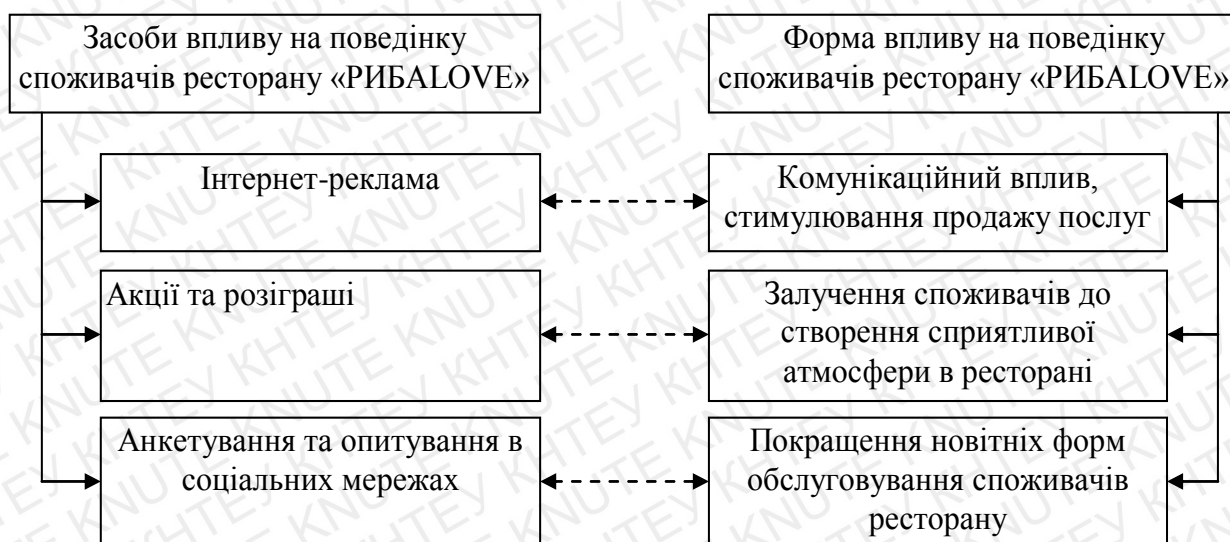 Засоби впливу на поведінку
споживачів ресторану «РИБАLOVE»
Форма впливу на поведінку
споживачів ресторану «РИБАLOVE»
Інтернет-реклама
Комунікаційний вплив,
стимулювання продажу послуг
Акції та розіграші
Залучення споживачів до
створення сприятливої
атмосфери в ресторані
Анкетування та опитування в
соціальних мережах
Покращення новітніх форм
обслуговування споживачів
ресторану